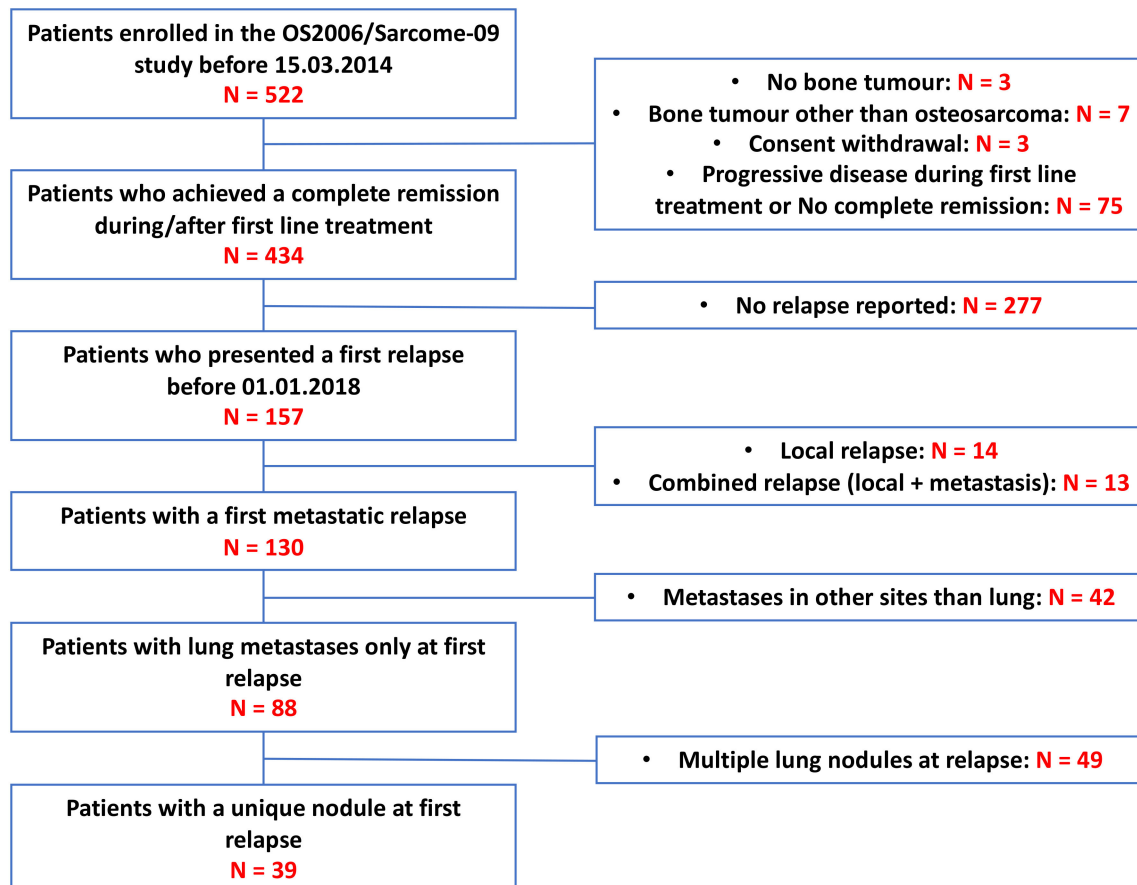 Patients enrolled in the OS2006/Sarcome-09
study before 15.03.2014
N = 522
• No bone tumour: N = 3
• Bone tumour other than osteosarcoma: N = 7
• Consent withdrawal: N = 3
• Progressive disease during first line
treatment or No complete remission: N = 75
Patients who achieved a complete remission
during/after first line treatment
N = 434
• No relapse reported: N = 277
Patients who presented a first relapse
before 01.01.2018
N = 157
• Local relapse: N = 14
• Combined relapse (local + metastasis): N = 13
Patients with a first metastatic relapse
N = 130
• Metastases in other sites than lung: N = 42
Patients with lung metastases only at first
relapse
N = 88
• Multiple lung nodules at relapse: N = 49
Patients with a unique nodule at first
relapse
N = 39